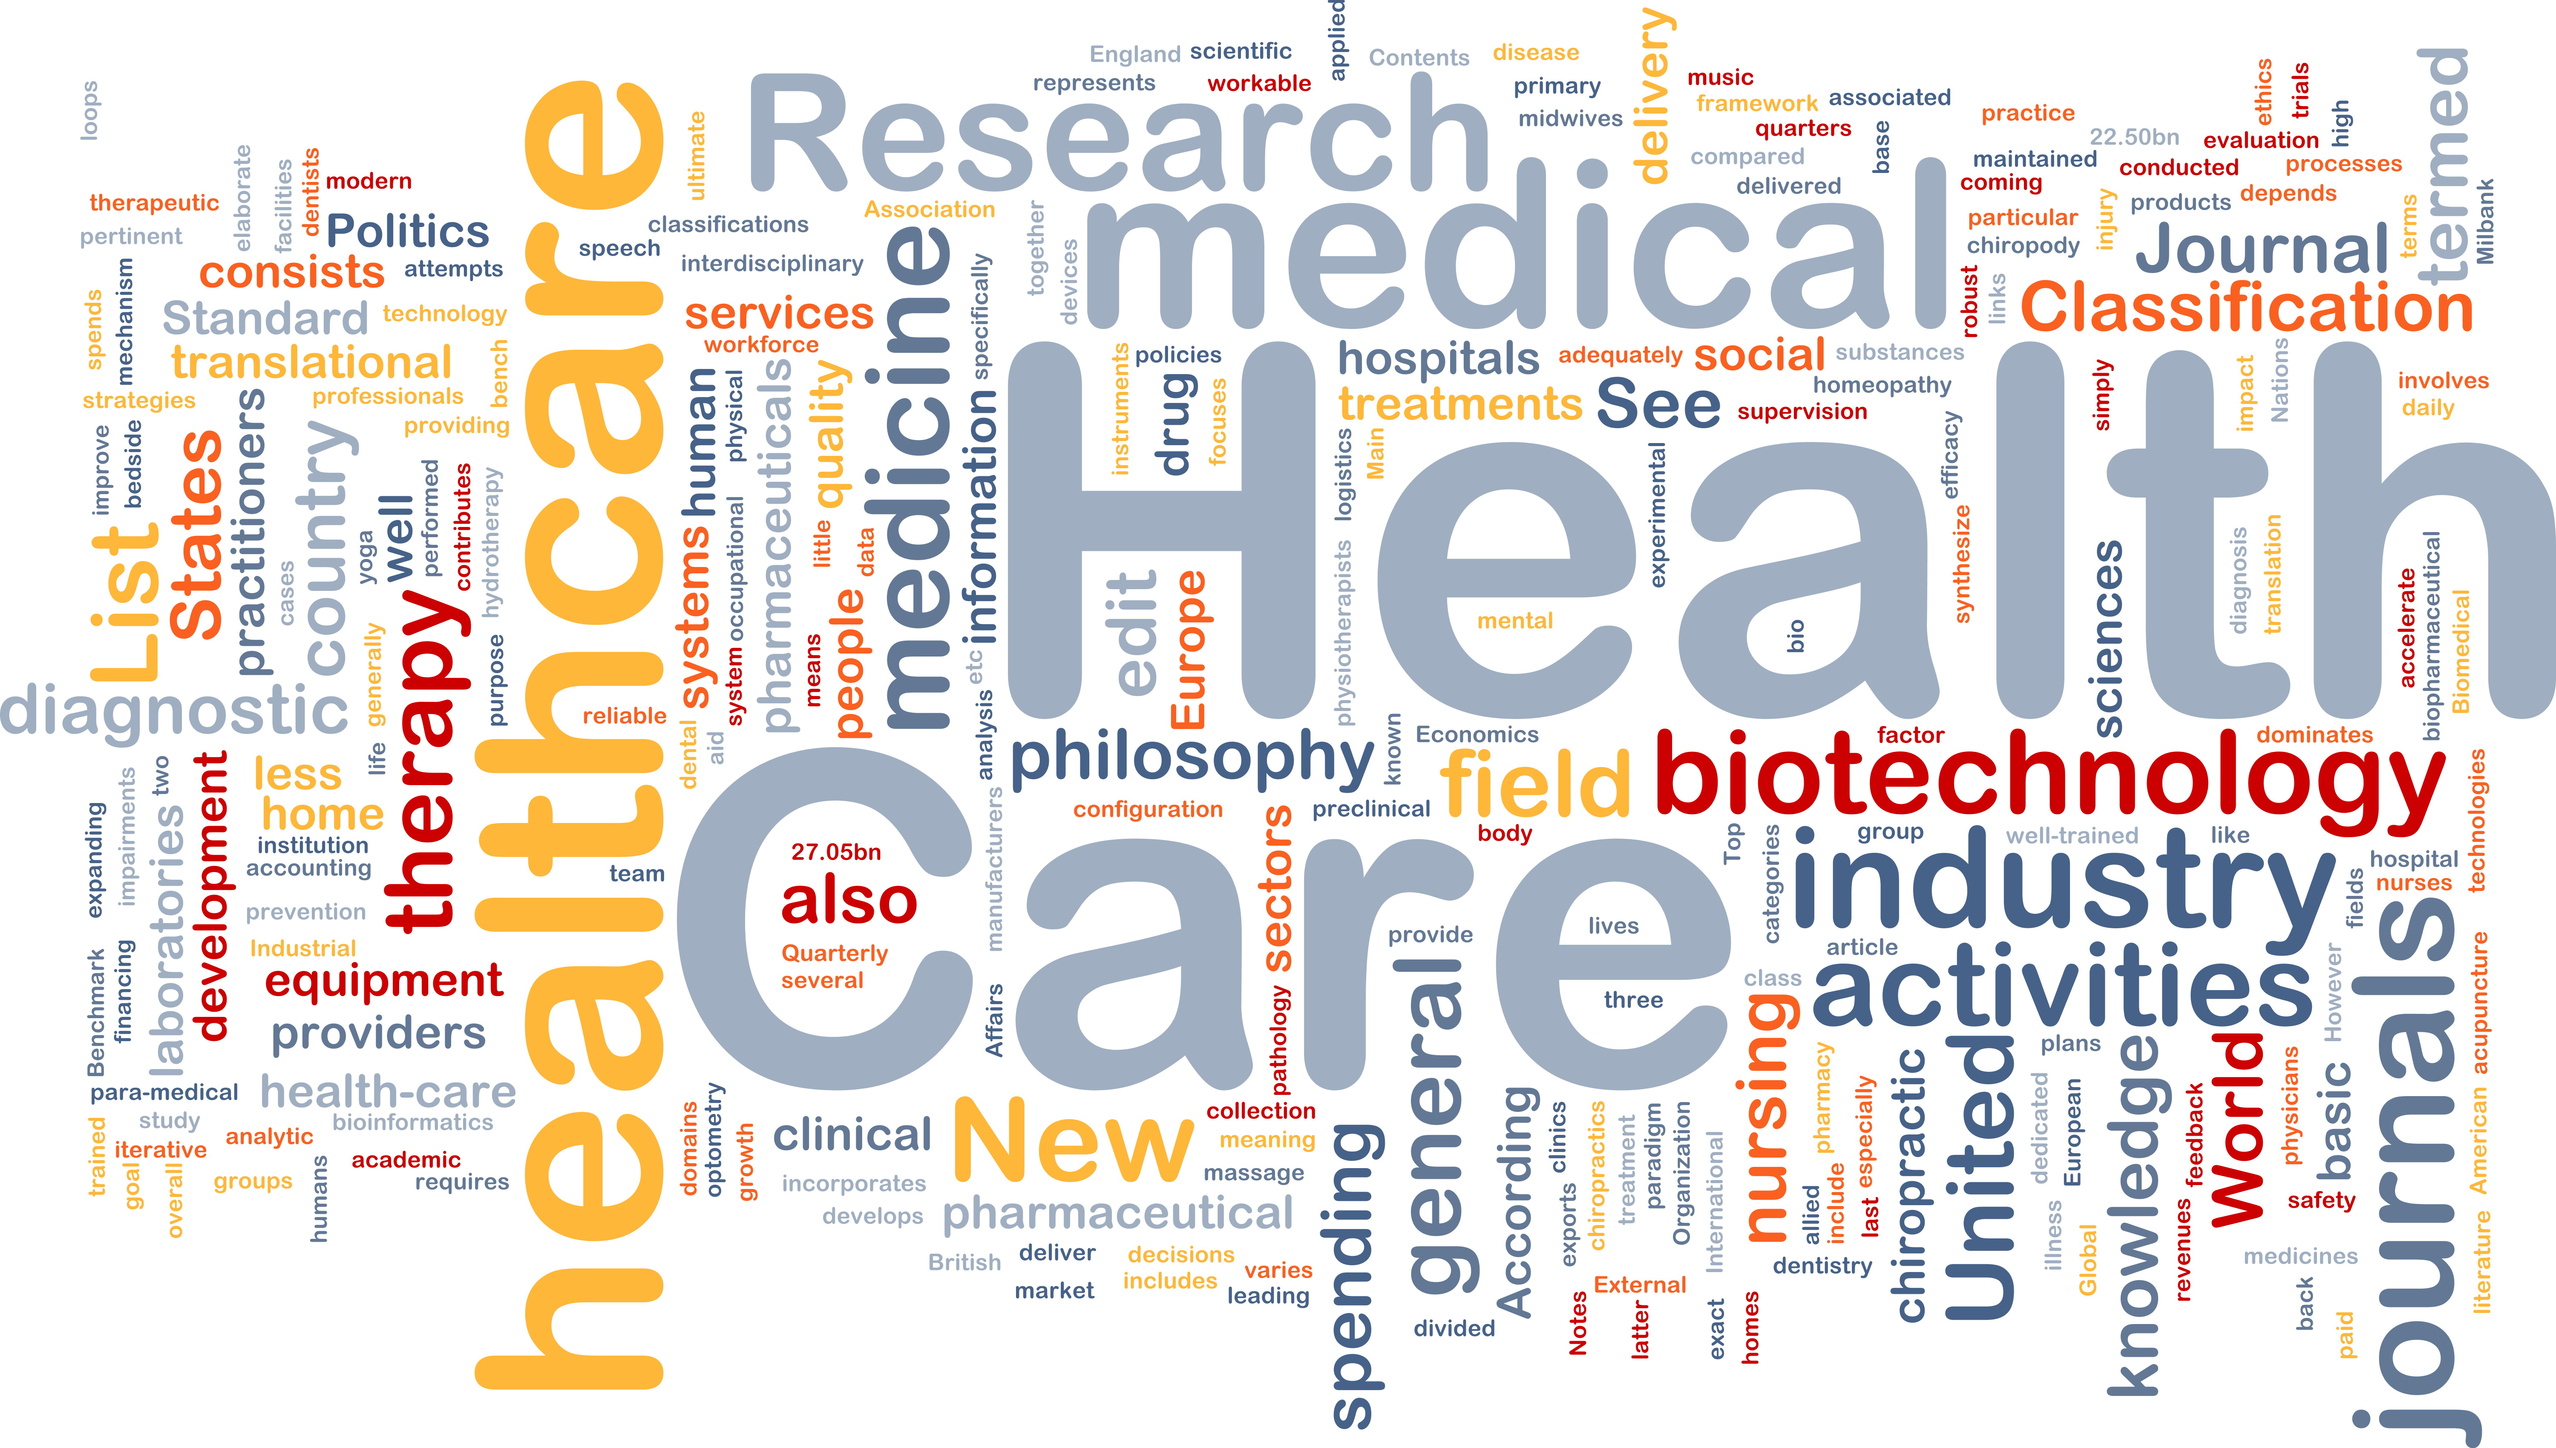 loops
therapeutic
pertinent
elaborate
facilities
dentists
modern
Politics
consists
attempts
spends
mechanism
Standard
technology
translational
bench
strategies
professionals
providing
improve
bedside
States
practitioners
country
List
cases
yoga
well
performed
contributes
hydrotherapy
diagnostic
generally
therapy
purpose
life
less
home
institution
accounting
prevention
Industrial
equipment
providers
expanding
impairments
two
laboratories
development
Benchmark
financing
para-medical
health-care
study
bioinformatics
trained
iterative
analytic
goal
overall
groups
humans
academic
requires
healthcare
ultimate
speech
reliable
team
Research
classifications
Association
interdisciplinary
services
workforce
medicine
together
devices
specifically
human
physical
pharmaceuticals
quality
information
systems
occupational
system
little
data
means
people
etc
analysis
dental
aid
England
scientific
applied
Contents
disease
represents
workable
primary
midwives
delivery
music
framework
associated
quarters
compared
base
delivered
practice
maintained
coming
22.50bn
ethics
trials
high
evaluation
conducted
processes
depends
products
particular
injury
chiropody
Journal
terms
termed
Milbank
robust
links
Classification
medical
Health
instruments
policies
drug
focuses
hospitals
adequately
social
substances
treatments
See
homeopathy
supervision
logistics
Main
experimental
efficacy
synthesize
physiotherapists
edit
Europe
mental
bio
simply
impact
Nations
involves
daily
sciences
diagnosis
translation
accelerate
biopharmaceutical
Biomedical
philosophy
known
Economics
field
biotechnology
factor
dominates
configuration
preclinical
body
Care
27.05bn
also
Quarterly
several
manufacturers
Affairs
sectors
pathology
provide
lives
three
Top
categories
group
well-trained
like
industry
hospital
nurses
technologies
fields
article
class
activities
However
journals
acupuncture
nursing
plans
domains
optometry
growth
clinical
New
collection
meaning
massage
incorporates
develops
pharmaceutical
British
deliver
decisions
varies
market
includes
leading
spending
general
divided
According
clinics
exports
chiropractics
treatment
paradigm
Organization
International
External
Notes
latter
exact
homes
pharmacy
especially
allied
include
last
dentistry
chiropractic
United
dedicated
European
illness
Global
knowledge
feedback
revenues
World
physicians
basic
safety
medicines
back
paid
American
literature